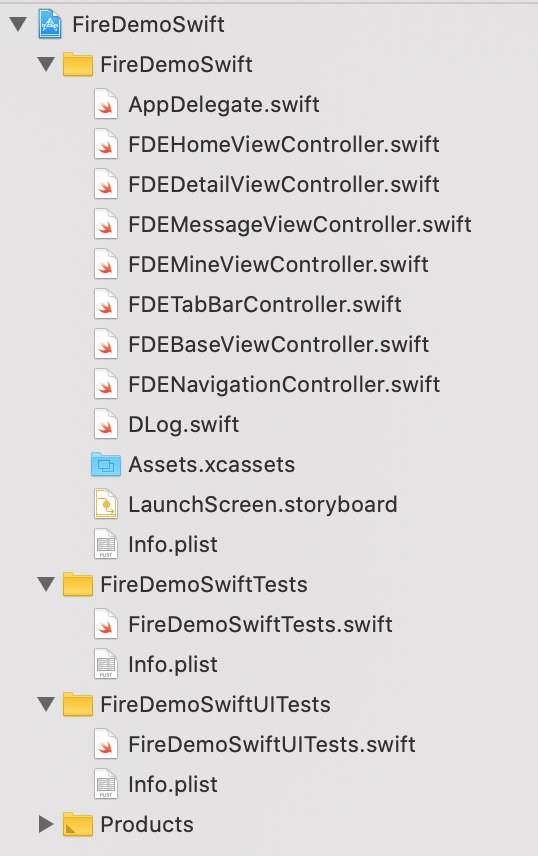 FireDemoSwift
FireDemoSwift
AppDelegate.swift
FDEHomeViewController.swift
FDEDetailViewController.swift
FDEMessageViewController.swift
FDEMineViewController.swift
FDETabBarController.swift
FDEBaseViewController.swift
FDENavigationController.swift
DLog.swift
Assets.xcassets
LaunchScreen.storyboard
Info.plist
FireDemoSwiftTests
FireDemoSwiftTests.swift
Info.plist
FireDemoSwiftUITests
FireDemoSwiftUITests.swift
Info.plist
Products